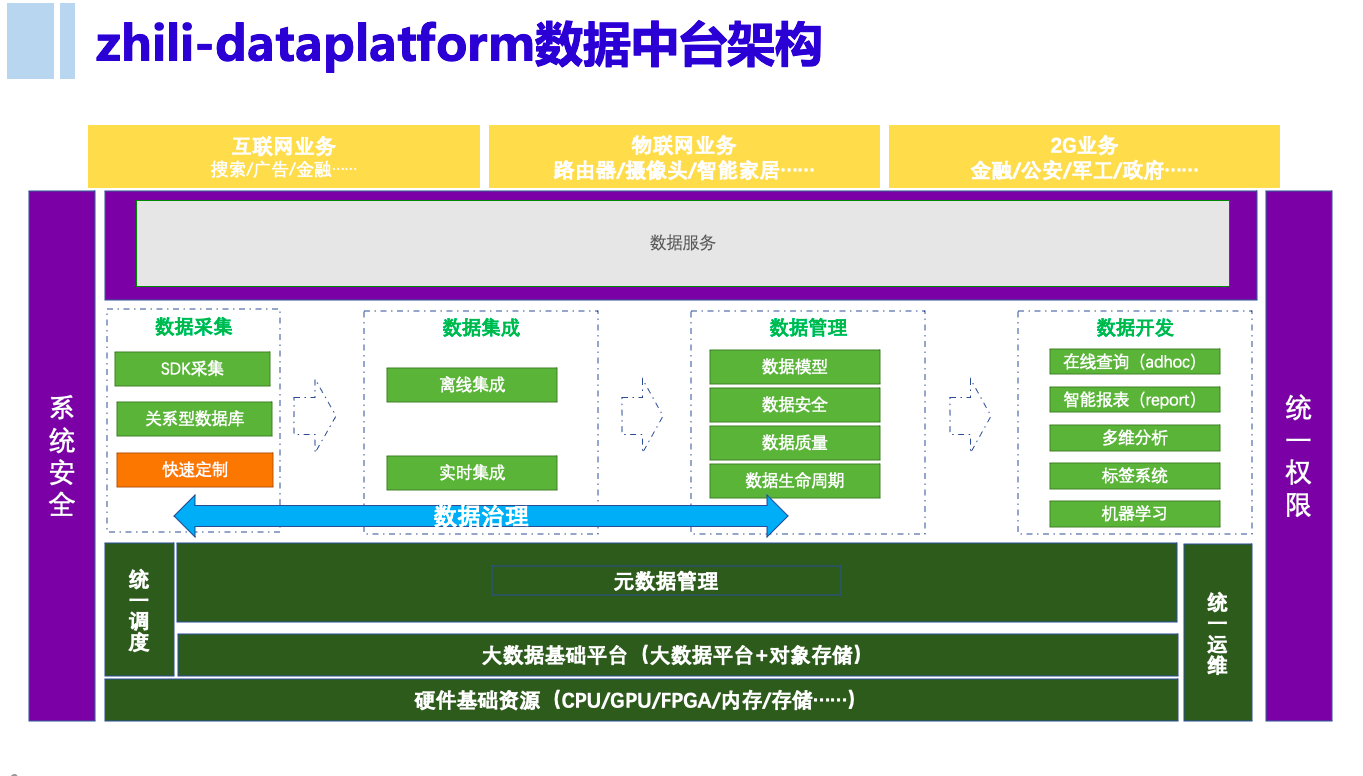 zhili-dataplatform数据中台架构
互联网业务
搜索/广告/金融……
物联网业务
路由器/摄像头/智能家居……
2G业务
金融/公安/军工/政府……
数据服务
系统安全
数据采集
SDK采集
关系型数据库
快速定制
数据集成
离线集成
实时集成
数据管理
数据模型
数据安全
数据质量
数据生命周期
数据开发
在线查询（adhoc）
智能报表（report）
多维分析
标签系统
机器学习
数据治理
统一权限
统一调度
元数据管理
大数据基础平台（大数据平台+对象存储）
硬件基础资源（CPU/GPU/FPGA/内存/存储……）
统一运维